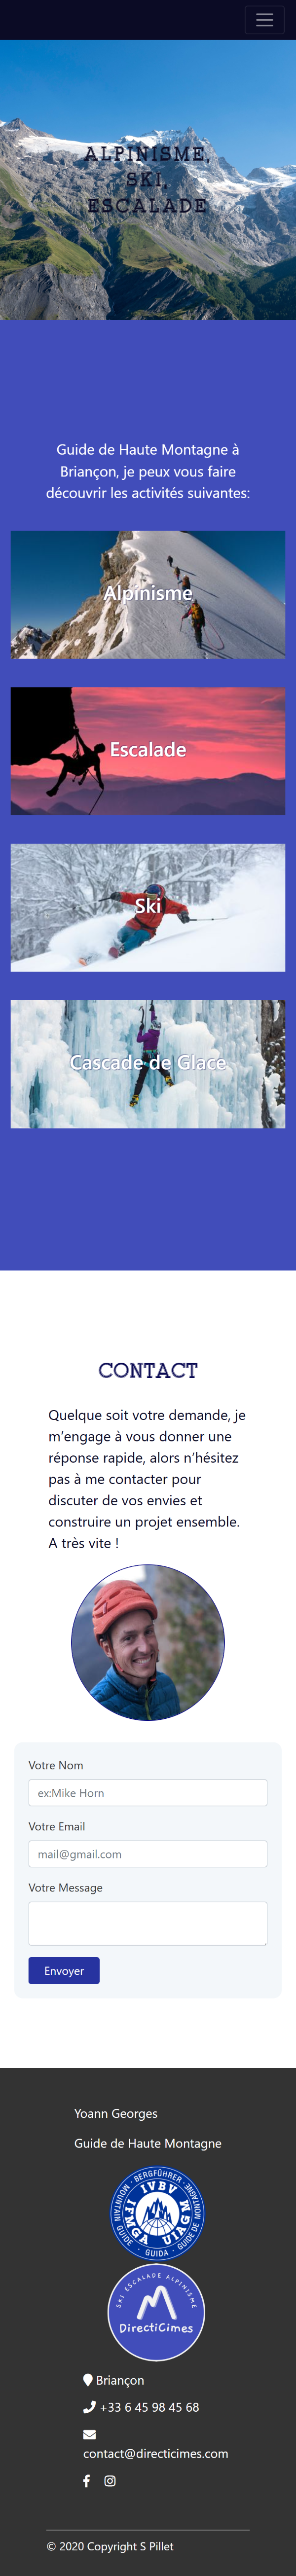 ALPINISME,
SKI,
ESCALADE
Guide de Haute Montagne à
Briançon, je peux vous faire
découvrir les activités suivantes:
Alpinisme
Escalade
Ski
Cascade de Glace
CONTACT
Quelque soit votre demande, je
m’engage à vous donner une
réponse rapide, alors n’hésitez
pas à me contacter pour
discuter de vos envies et
construire un projet ensemble.
A très vite !
Votre Nom
ex:Mike Horn
Votre Email
mail@gmail.com
Votre Message
Envoyer
Yoann Georges
Guide de Haute Montagne
BERGFÜHRER · GUIDE DE MONTAGNE · GUIDA · MOUNTAIN GUIDE ·
IVBV UIAGM IFMGA
SKI ESCALADE ALPINISME
DirectiCimes
Briançon
+33 6 45 98 45 68
contact@directicimes.com
© 2020 Copyright S Pillet